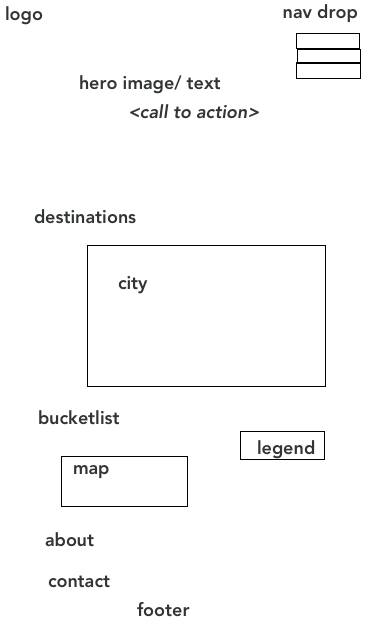 logo
nav drop
hero image/ text
<call to action>
destinations
city
bucketlist
legend
map
about
contact
footer